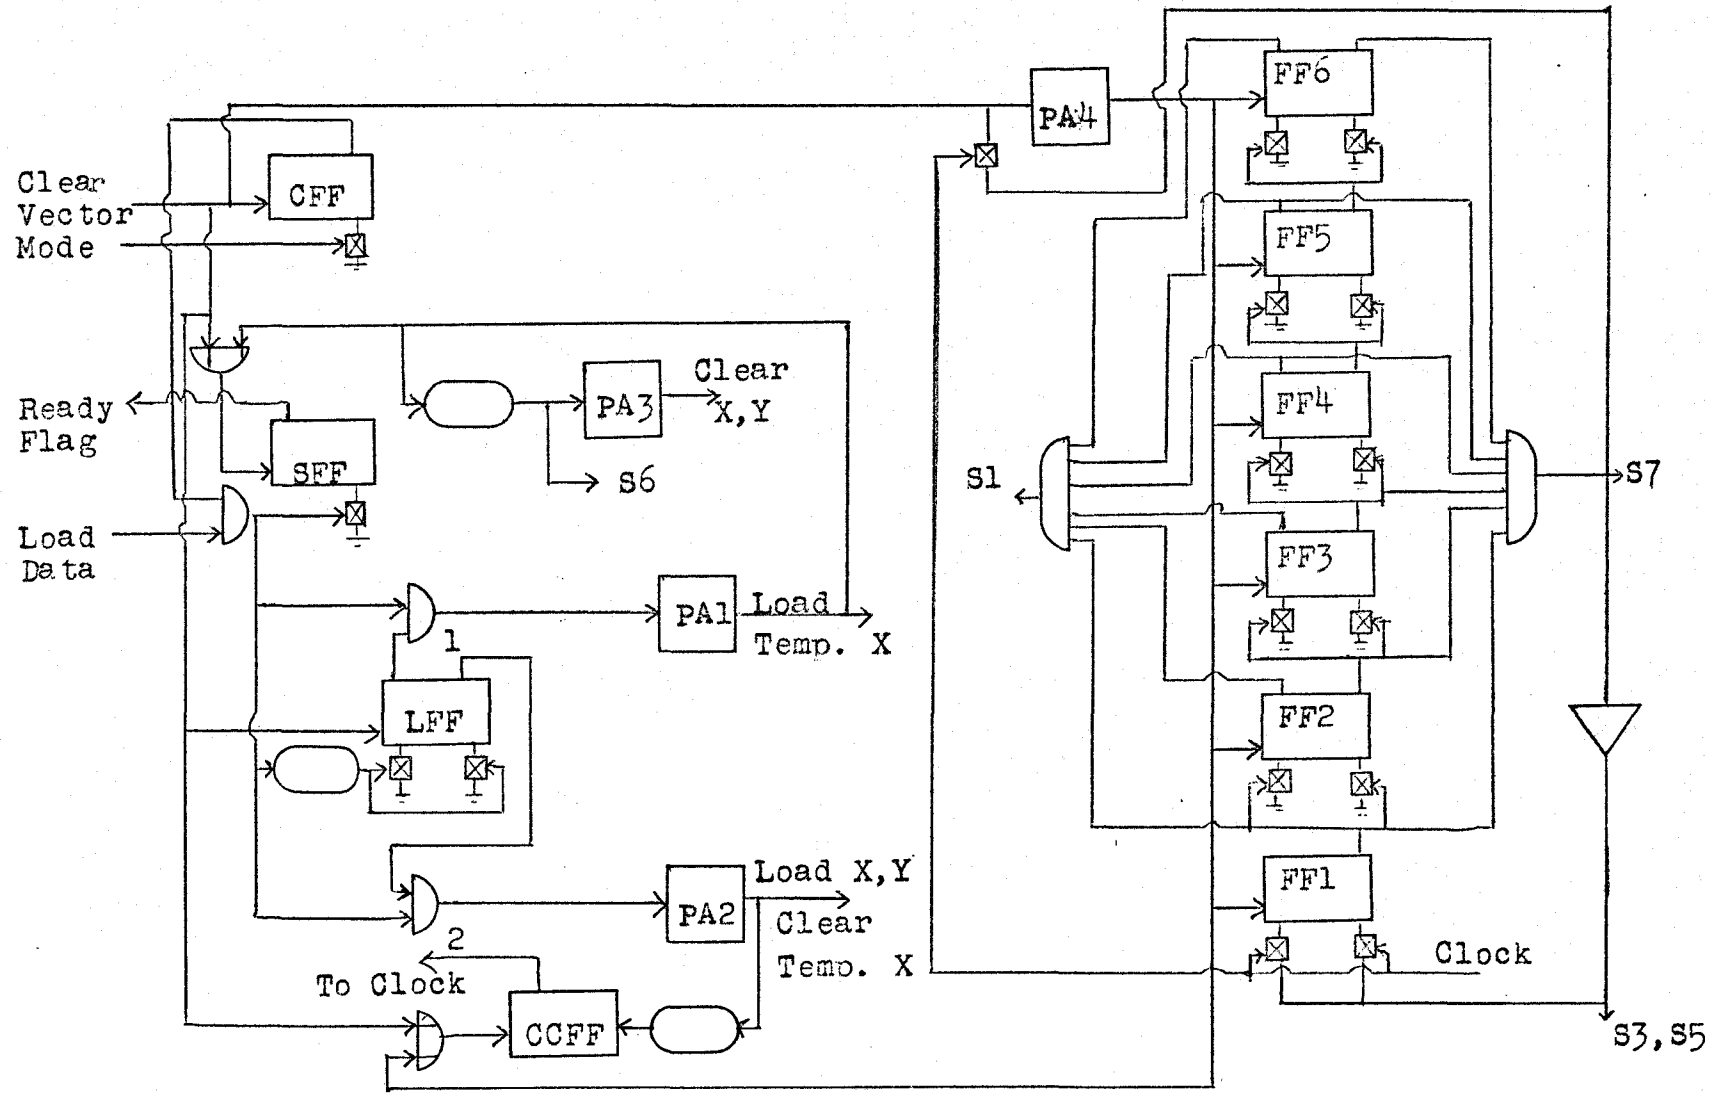 FF6
PA4
Clear
Vector
Mode
CFF
FF5
Clear
X,Y
PA3
FF4
Ready
Flag
SFF
S6
S1
S7
Load
Data
FF3
PA1
Load
Temp. X
1
LFF
FF2
Load X,Y
PA2
Clear
Temp. X
FF1
2
To Clock
Clock
CCFF
S3,S5